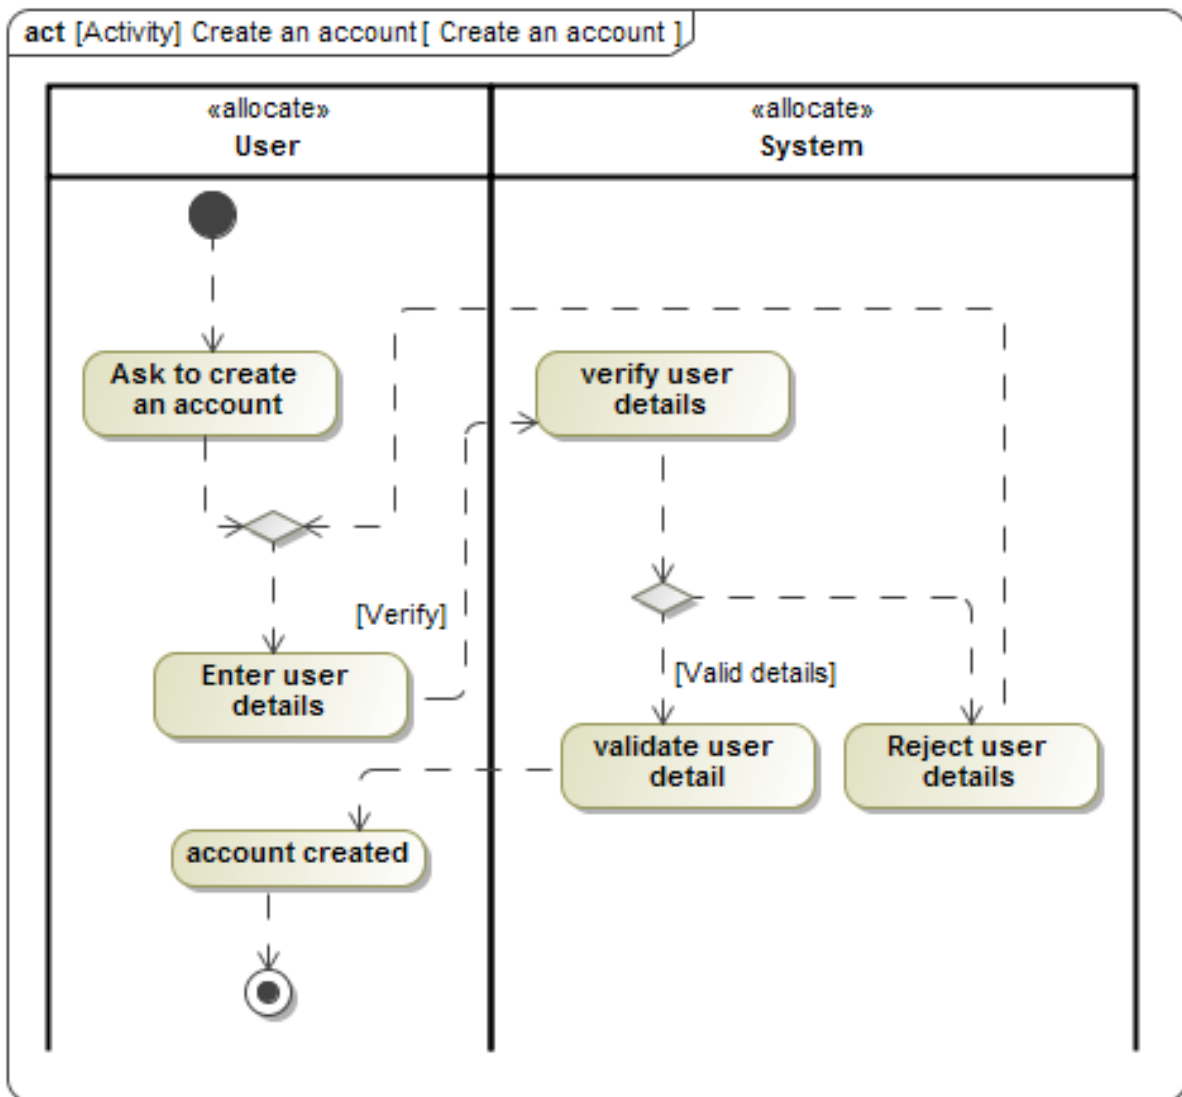 act [Activity] Create an account[ Create an account ]
«allocate»
User
«allocate»
System
Ask to create
an account
verify user
details
[Verify]
Enter user
details
[Valid details]
validate user
detail
Reject user
details
account created